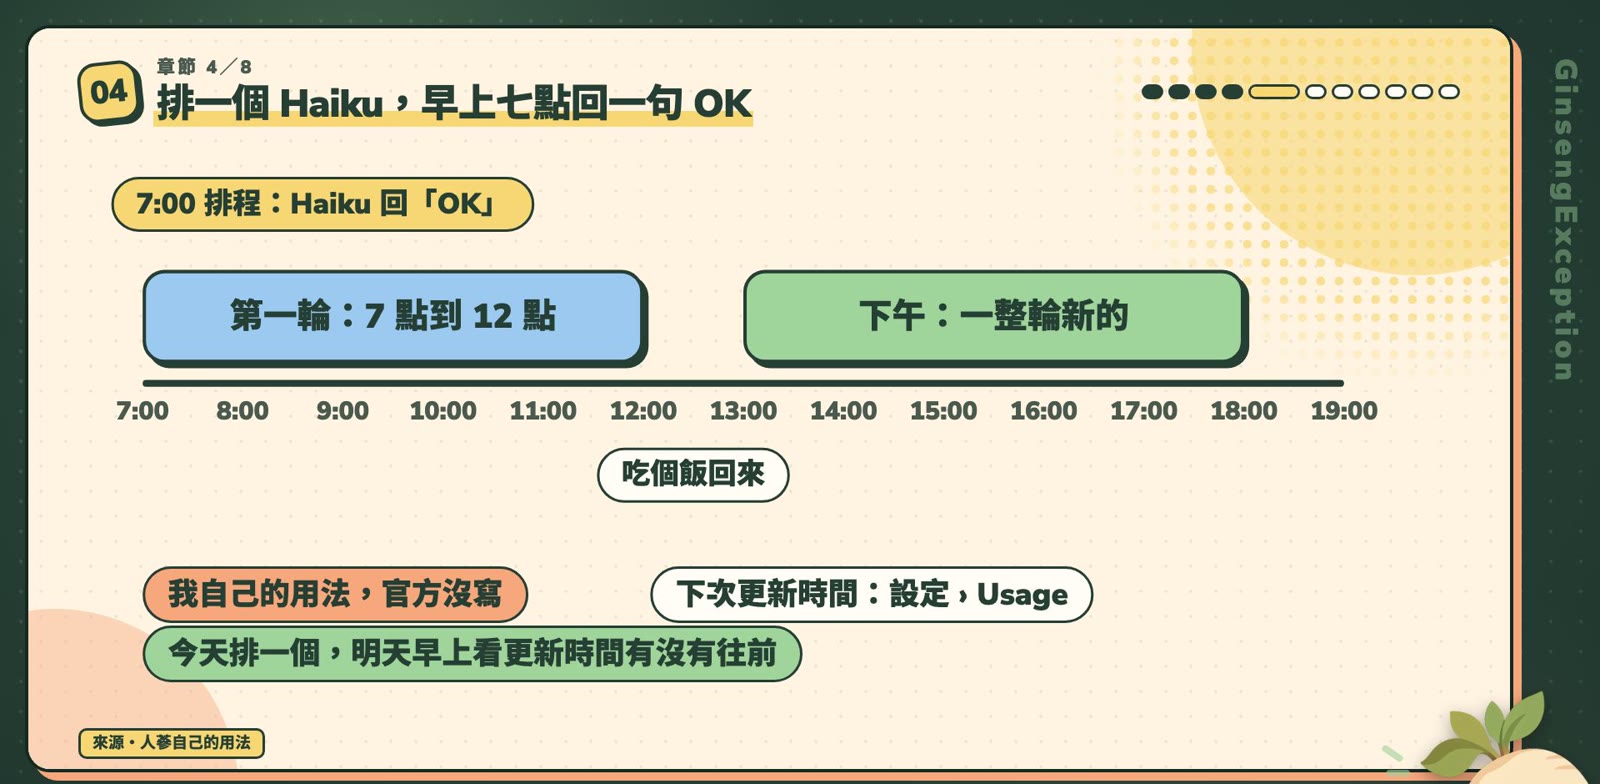 04
章節 4／8
排一個 Haiku，早上七點回一句 OK
7:00 排程：Haiku 回「OK」
第一輪：7 點到 12 點
下午：一整輪新的
7:00 8:00 9:00 10:00 11:00 12:00 13:00 14:00 15:00 16:00 17:00 18:00 19:00
吃個飯回來
我自己的用法，官方沒寫
下次更新時間：設定 › Usage
今天排一個，明天早上看更新時間有沒有往前
來源・人蔘自己的用法
GinsengException